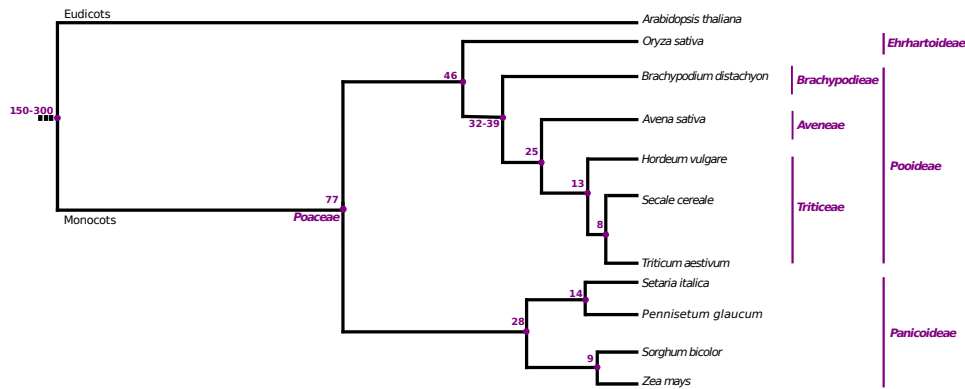 Eudicots
Arabidopsis thaliana
Oryza sativa
Ehrhartoideae
46
Brachypodium distachyon
Brachypodieae
150-300
32-39
Avena sativa
Aveneae
25
Hordeum vulgare
Pooideae
13
Secale cereale
77
Triticeae
Poaceae
Monocots
8
Triticum aestivum
Setaria italica
14
Pennisetum glaucum
28
Panicoideae
Sorghum bicolor
9
Zea mays